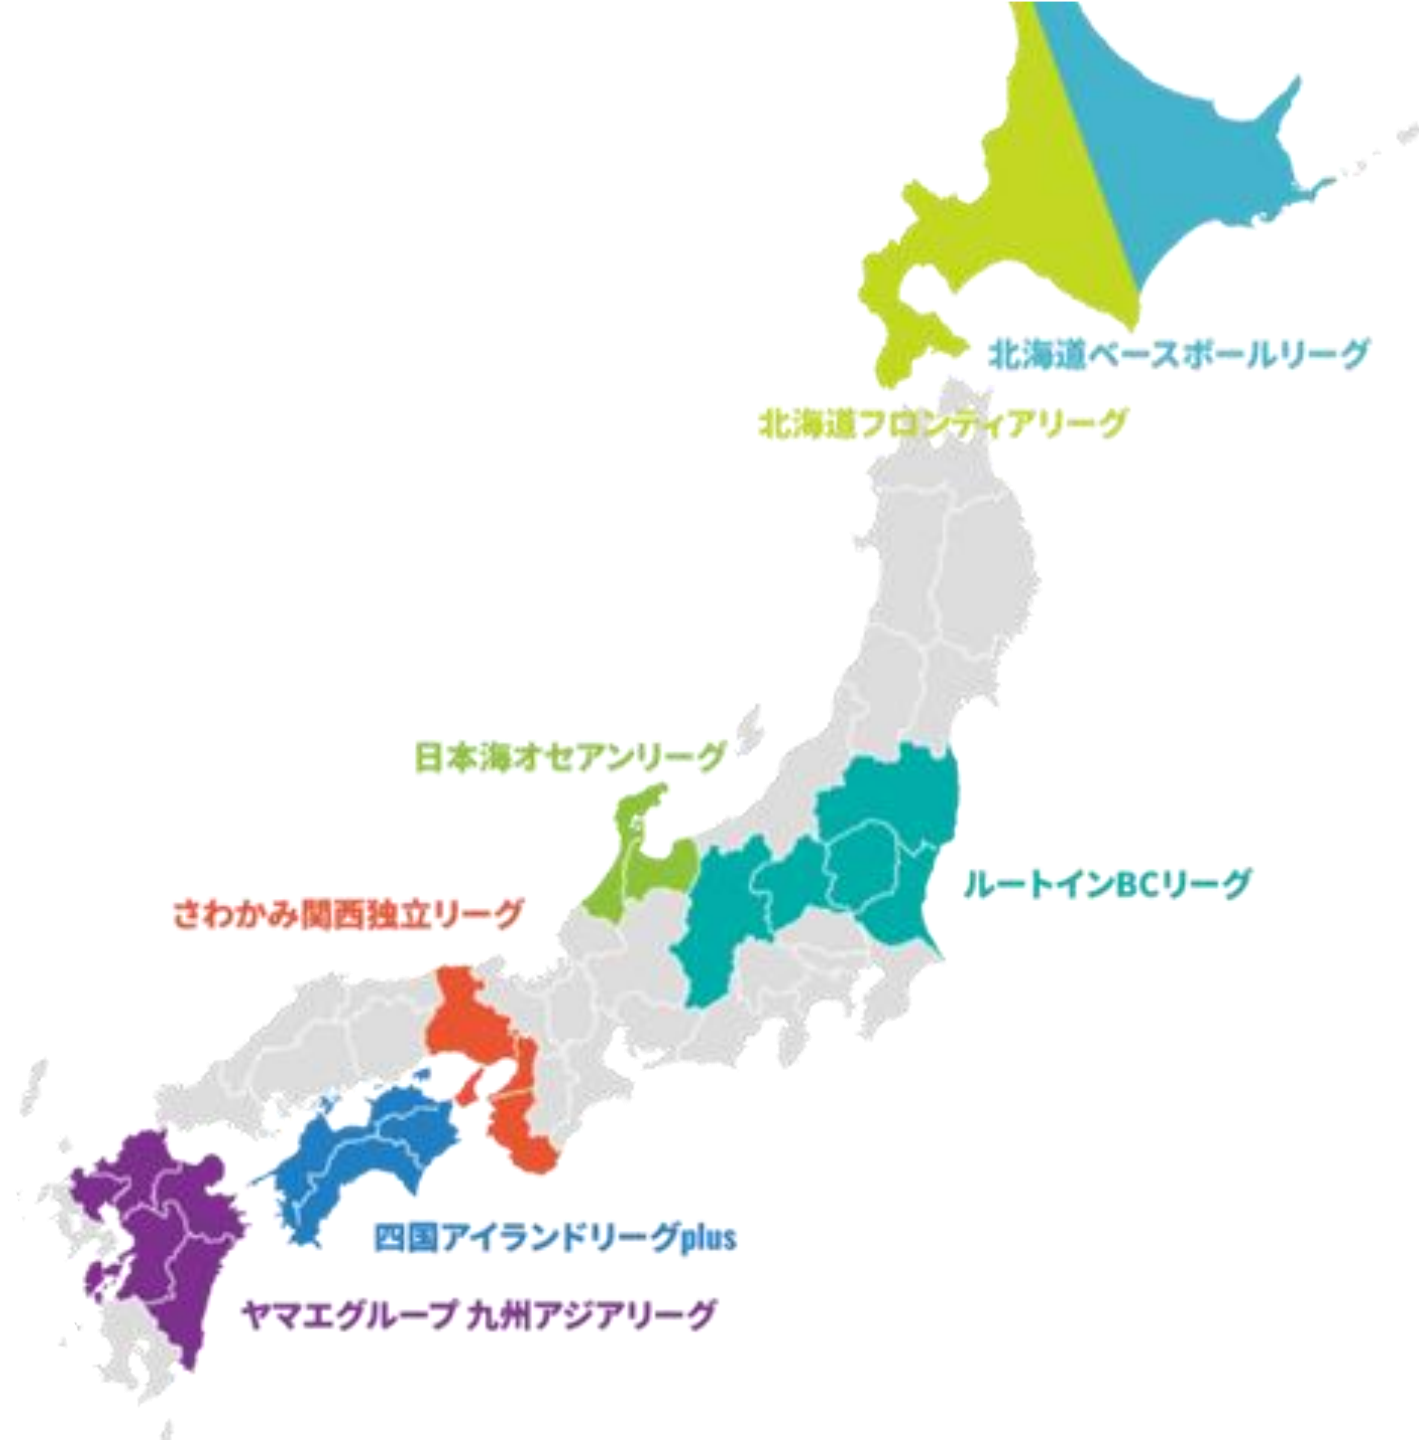 北海道ベースボールリーグ
北海道フロンティアリーグ
日本海オセアンリーグ
ルートインBCリーグ
さわかみ関西独立リーグ
四国アイランドリーグplus
ヤマエグループ 九州アジアリーグ